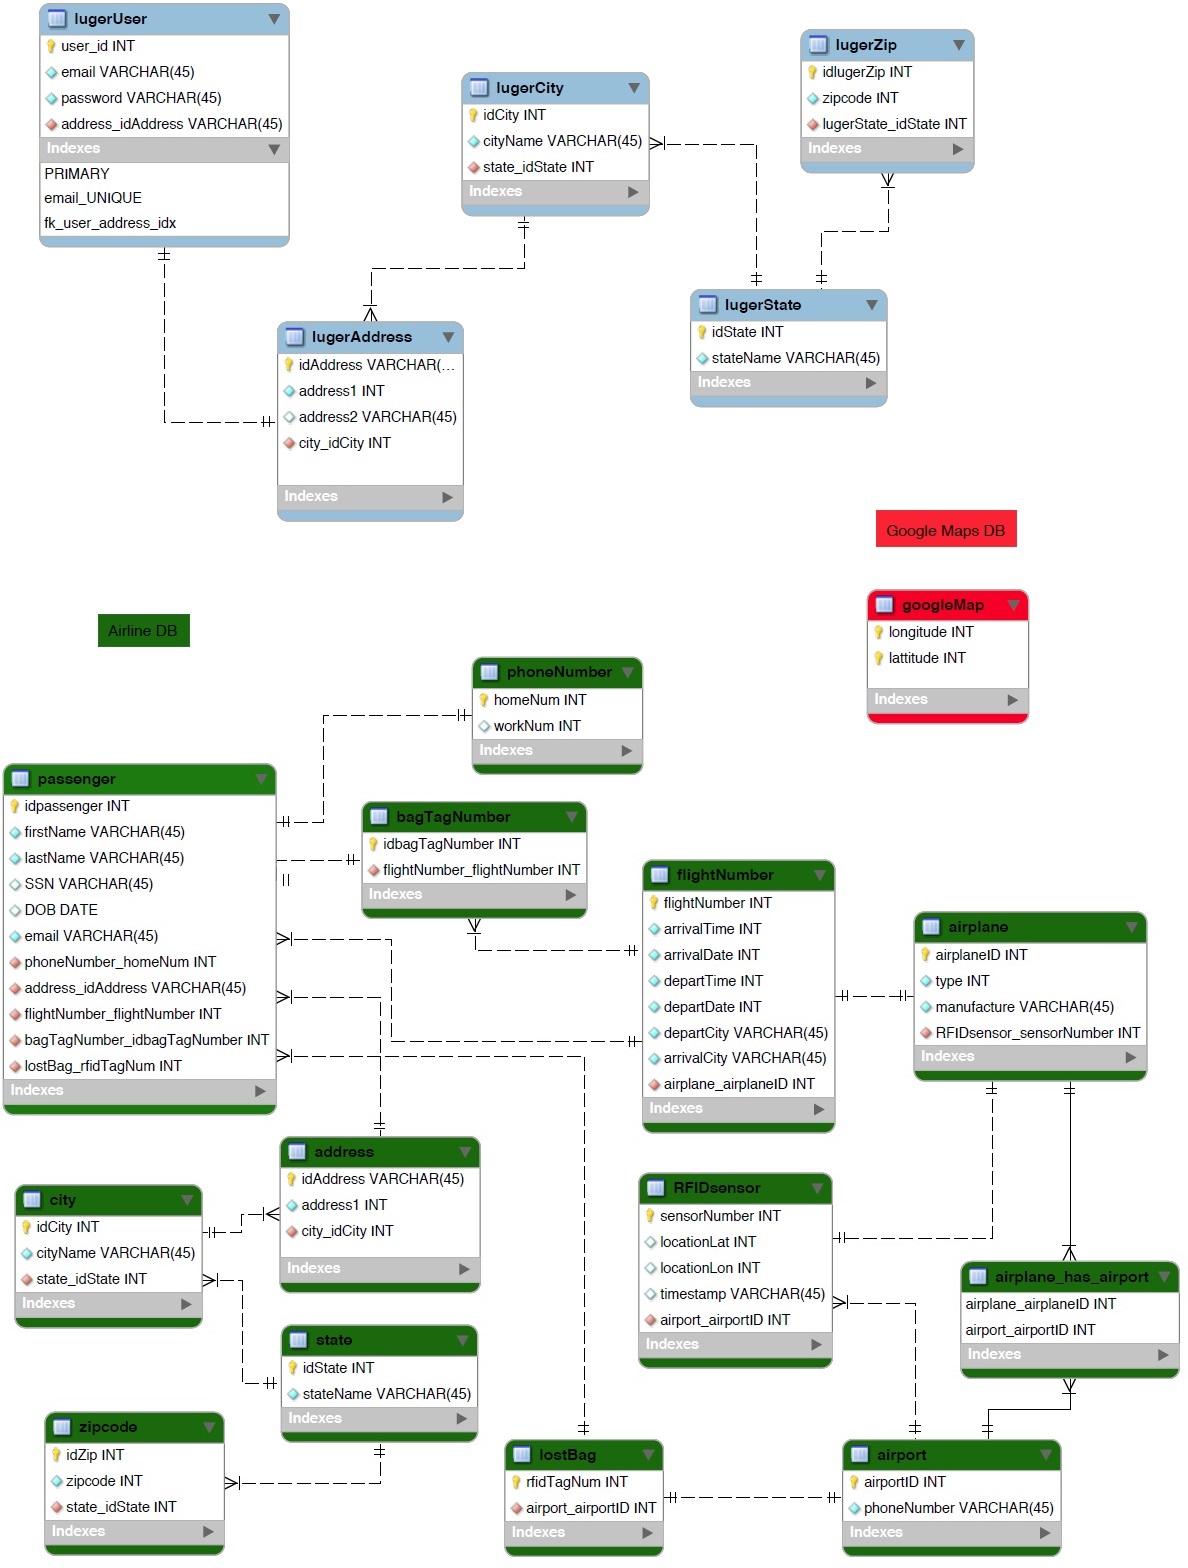 lugerUser
user_id INT
email VARCHAR(45)
password VARCHAR(45)
address_idAddress VARCHAR(45)
Indexes
PRIMARY
email_UNIQUE
fk_user_address_idx
lugerCity
idCity INT
cityName VARCHAR(45)
state_idState INT
Indexes
lugerZip
idlugerZip INT
zipcode INT
lugerState_idState INT
Indexes
lugerState
idState INT
stateName VARCHAR(45)
Indexes
lugerAddress
idAddress VARCHAR(...
address1 INT
address2 VARCHAR(45)
city_idCity INT
Indexes
Google Maps DB
googleMap
longitude INT
lattitude INT
Indexes
Airline DB
phoneNumber
homeNum INT
workNum INT
Indexes
passenger
idpassenger INT
firstName VARCHAR(45)
lastName VARCHAR(45)
SSN VARCHAR(45)
DOB DATE
email VARCHAR(45)
phoneNumber_homeNum INT
address_idAddress VARCHAR(45)
flightNumber_flightNumber INT
bagTagNumber_idbagTagNumber INT
lostBag_rfidTagNum INT
Indexes
bagTagNumber
idbagTagNumber INT
flightNumber_flightNumber INT
Indexes
flightNumber
flightNumber INT
arrivalTime INT
arrivalDate INT
departTime INT
departDate INT
departCity VARCHAR(45)
arrivalCity VARCHAR(45)
airplane_airplaneID INT
Indexes
airplane
airplaneID INT
type INT
manufacture VARCHAR(45)
RFIDsensor_sensorNumber INT
Indexes
address
idAddress VARCHAR(45)
address1 INT
city_idCity INT
Indexes
city
idCity INT
cityName VARCHAR(45)
state_idState INT
Indexes
RFIDsensor
sensorNumber INT
locationLat INT
locationLon INT
timestamp VARCHAR(45)
airport_airportID INT
Indexes
airplane_has_airport
airplane_airplaneID INT
airport_airportID INT
Indexes
state
idState INT
stateName VARCHAR(45)
Indexes
zipcode
idZip INT
zipcode INT
state_idState INT
Indexes
lostBag
rfidTagNum INT
airport_airportID INT
Indexes
airport
airportID INT
phoneNumber VARCHAR(45)
Indexes